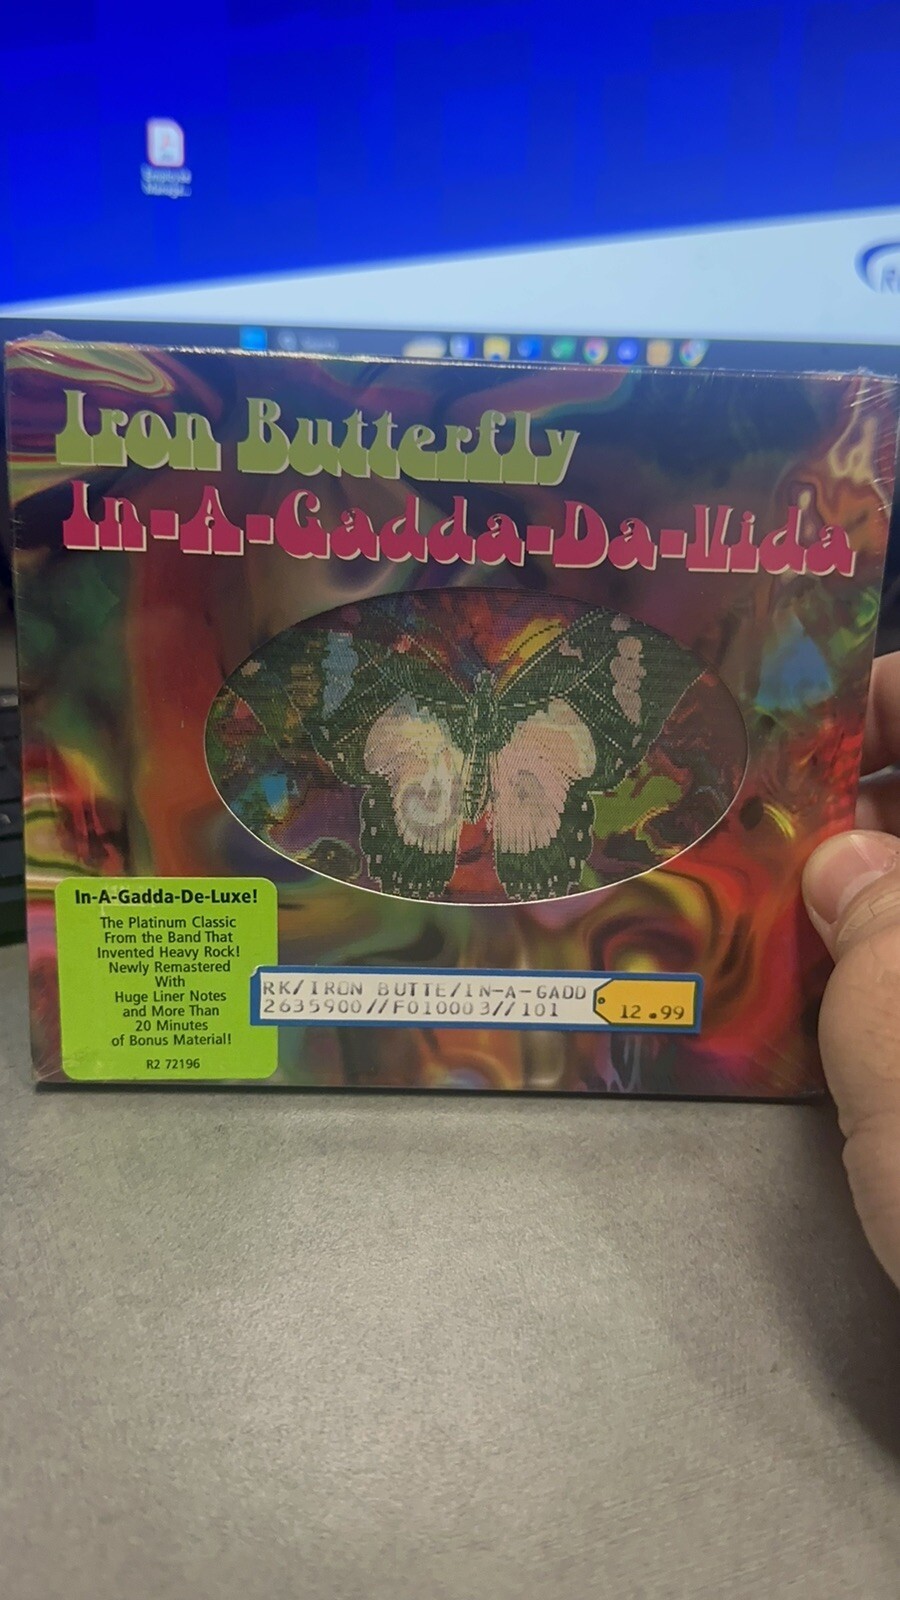 Iron Butterfly
In-A-Gadda-Da-Vida
In-A-Gadda-De-Luxe!
The Platinum Classic
From the Band That
Invented Heavy Rock!
Newly Remastered
With
Huge Liner Notes
and More Than
20 Minutes
of Bonus Material!
R2 72196
RK/IRON BUTTE/IN-A-GADD
2635900//F010003//101
12.99